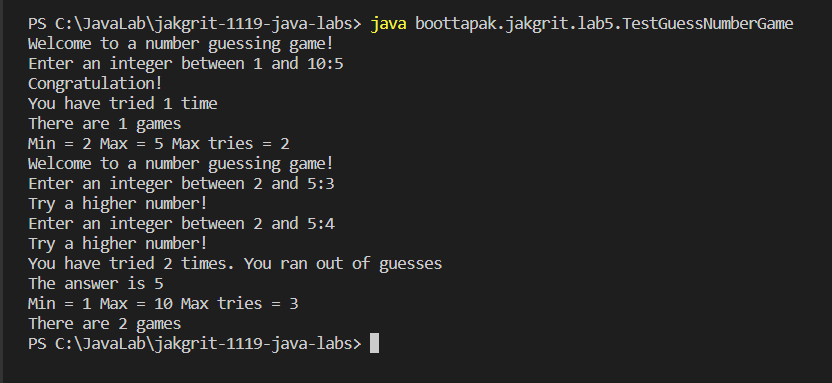 PS C:\JavaLab\jakgrit-1119-java-labs> java boottapak.jakgrit.lab5.TestGuessNumberGame
Welcome to a number guessing game!
Enter an integer between 1 and 10:5
Congratulation!
You have tried 1 time
There are 1 games
Min = 2 Max = 5 Max tries = 2
Welcome to a number guessing game!
Enter an integer between 2 and 5:3
Try a higher number!
Enter an integer between 2 and 5:4
Try a higher number!
You have tried 2 times. You ran out of guesses
The answer is 5
Min = 1 Max = 10 Max tries = 3
There are 2 games
PS C:\JavaLab\jakgrit-1119-java-labs>